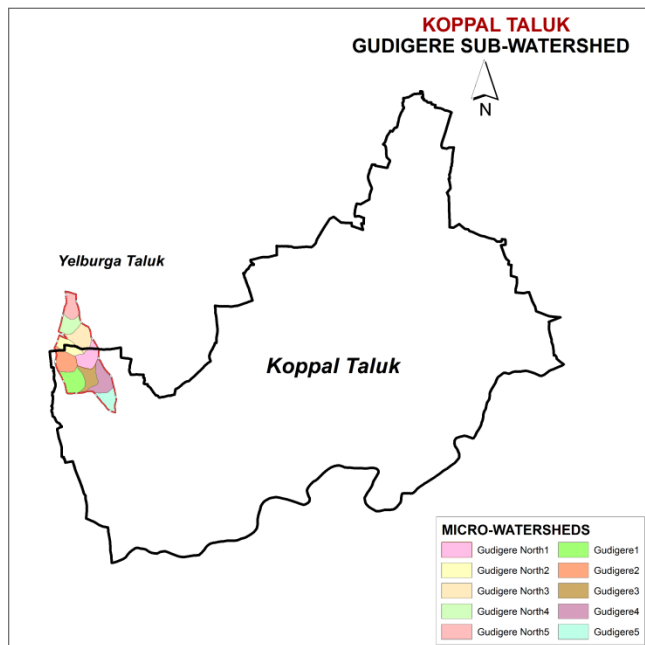 KOPPAL TALUK
GUDIGERE SUB-WATERSHED
N
Yelburga Taluk
Koppal Taluk
MICRO-WATERSHEDS
Gudigere North1
Gudigere1
Gudigere North2
Gudigere2
Gudigere North3
Gudigere3
Gudigere North4
Gudigere4
Gudigere North5
Gudigere5